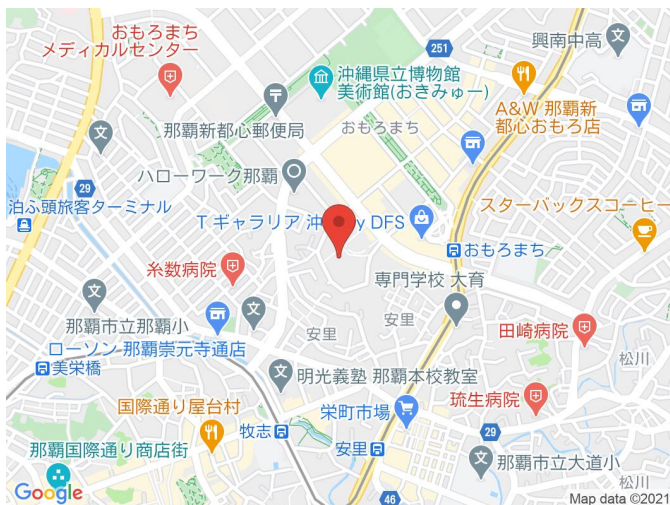 おもろまち
メディカルセンター
251
興南中高
沖縄県立博物館
美術館(おきみゅー)
A&W 那覇新
都心おもろ店
那覇新都心郵便局
おもろまち
ハローワーク那覇
29
泊ふ頭旅客ターミナル
Tギャラリア 沖
y DFS
スターバックスコーヒー
おもろまち
糸数病院
専門学校 大育
那覇市立那覇小
安里
安里
田崎病院
ローソン 那覇崇元寺通店
松川
美栄橋
明光義塾 那覇本校教室
国際通り屋台村
栄町市場
琉生病院
牧志
安里
29
那覇国際通り商店街
那覇市立大道小
松川
46
Google
Map data ©2021